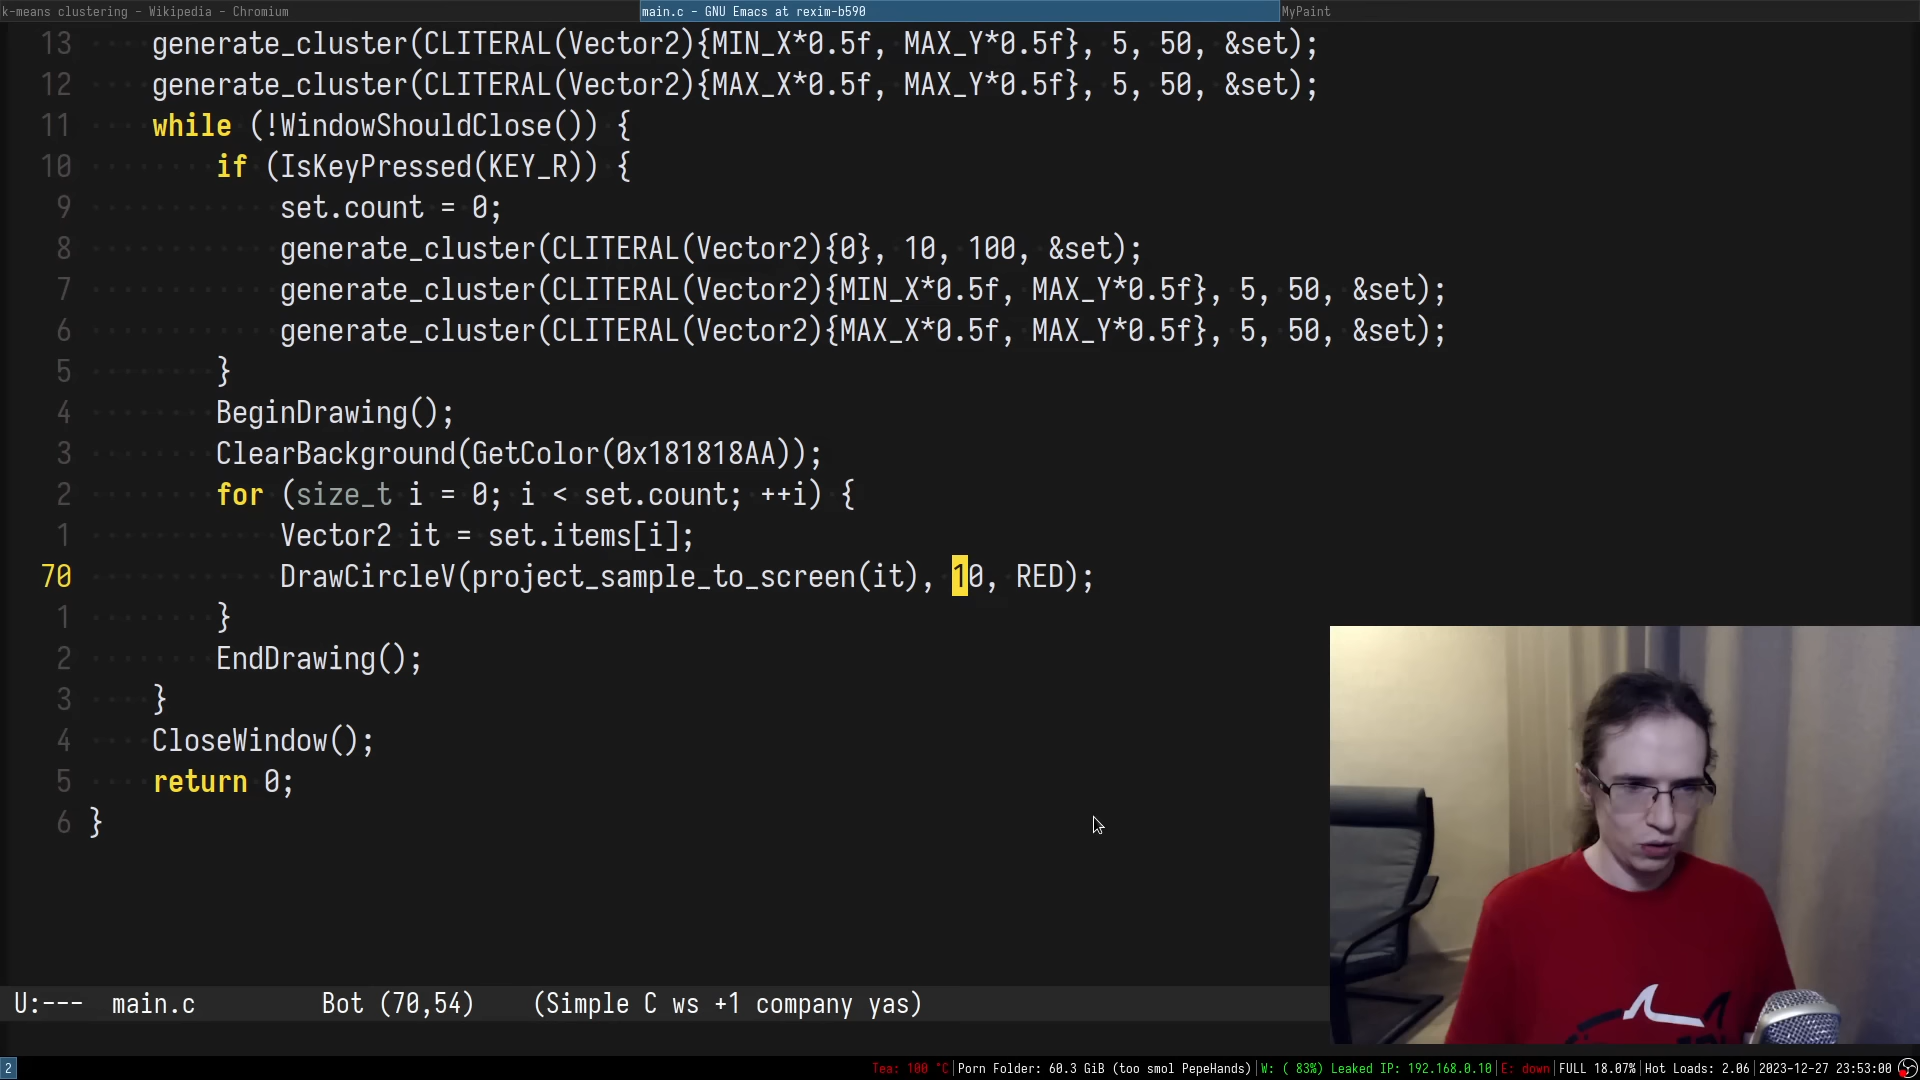 k-means clustering - Wikipedia - Chromium
main.c - GNU Emacs at rexim-b590
MyPaint
13 generate_cluster(CLITERAL(Vector2){MIN_X*0.5f, MAX_Y*0.5f}, 5, 50, &set);
12 generate_cluster(CLITERAL(Vector2){MAX_X*0.5f, MAX_Y*0.5f}, 5, 50, &set);
11 while (!WindowShouldClose()) {
10 if (IsKeyPressed(KEY_R)) {
9 set.count = 0;
8 generate_cluster(CLITERAL(Vector2){0}, 10, 100, &set);
7 generate_cluster(CLITERAL(Vector2){MIN_X*0.5f, MAX_Y*0.5f}, 5, 50, &set);
6 generate_cluster(CLITERAL(Vector2){MAX_X*0.5f, MAX_Y*0.5f}, 5, 50, &set);
5 }
4 BeginDrawing();
3 ClearBackground(GetColor(0x181818AA));
2 for (size_t i = 0; i < set.count; ++i) {
1 Vector2 it = set.items[i];
70 DrawCircleV(project_sample_to_screen(it), 10, RED);
1 }
2 EndDrawing();
3 }
4 CloseWindow();
5 return 0;
6 }
U:--- main.c Bot (70,54) (Simple C ws +1 company yas)
2
Tea: 100 °C|Porn Folder: 60.3 GiB (too smol PepeHands)|W: ( 83%) Leaked IP: 192.168.0.10|E: down|FULL 18.07%|Hot Loads: 2.06|2023-12-27 23:53:00